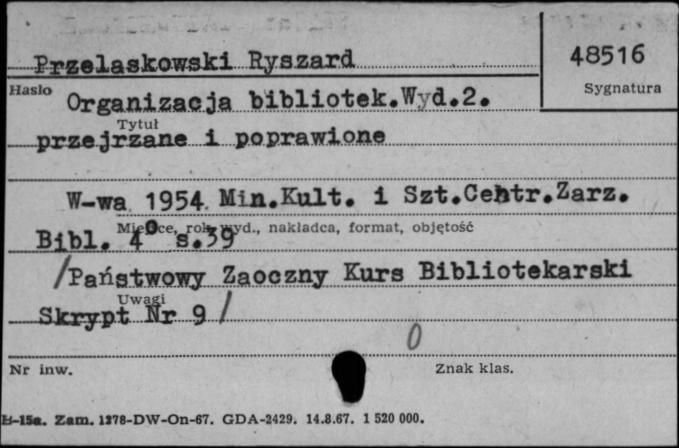 Przelaskowski Ryszard
48516
Hasło
Sygnatura
Organizacja bibliotek.Wyd.2.
Tytuł
przejrzane i poprawione
W-wa 1954 Min.Kult. i Szt.Centr.Zarz.
Miejsce, rok wyd., nakładca, format, objętość
Bibl. 4° s.39
/Państwowy Zaoczny Kurs Bibliotekarski
Uwagi
Skrypt Nr 9 /
0
Nr inw.
Znak klas.
B-15a. Zam. 1278-DW-On-67. GDA-2429. 14.8.67. 1 520 000.